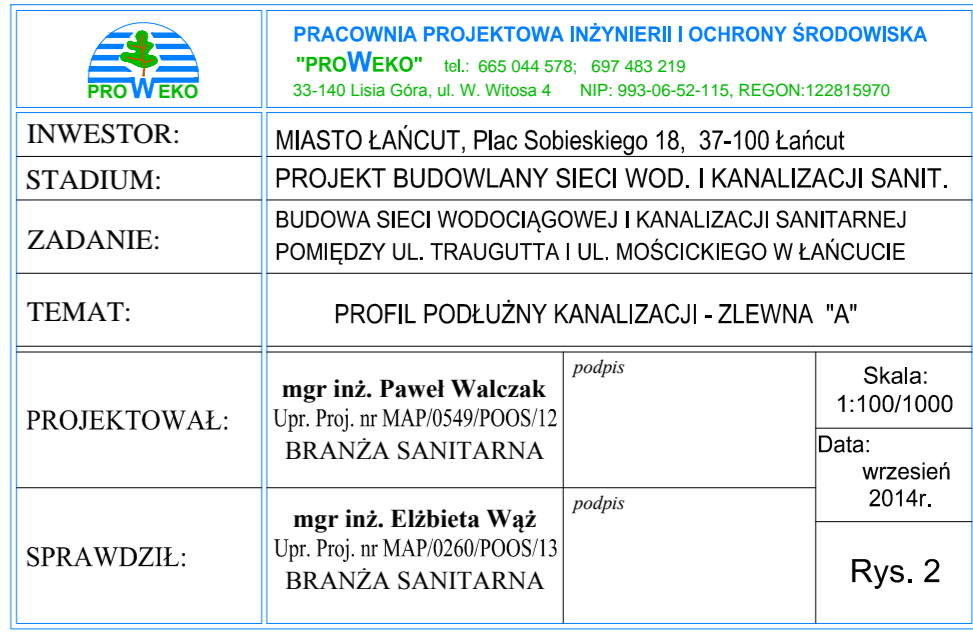 PROWEKO
PRACOWNIA PROJEKTOWA INŻYNIERII I OCHRONY ŚRODOWISKA
"PROWEKO" tel.: 665 044 578; 697 483 219
33-140 Lisia Góra, ul. W. Witosa 4 NIP: 993-06-52-115, REGON:122815970
INWESTOR:
MIASTO ŁAŃCUT, Plac Sobieskiego 18, 37-100 Łańcut
STADIUM:
PROJEKT BUDOWLANY SIECI WOD. I KANALIZACJI SANIT.
ZADANIE:
BUDOWA SIECI WODOCIĄGOWEJ I KANALIZACJI SANITARNEJ
POMIĘDZY UL. TRAUGUTTA I UL. MOŚCICKIEGO W ŁAŃCUCIE
TEMAT:
PROFIL PODŁUŻNY KANALIZACJI - ZLEWNA "A"
PROJEKTOWAŁ:
mgr inż. Paweł Walczak
Upr. Proj. nr MAP/0549/POOS/12
BRANŻA SANITARNA
podpis
Skala:
1:100/1000
Data:
wrzesień
2014r.
SPRAWDZIŁ:
mgr inż. Elżbieta Wąż
Upr. Proj. nr MAP/0260/POOS/13
BRANŻA SANITARNA
podpis
Rys. 2